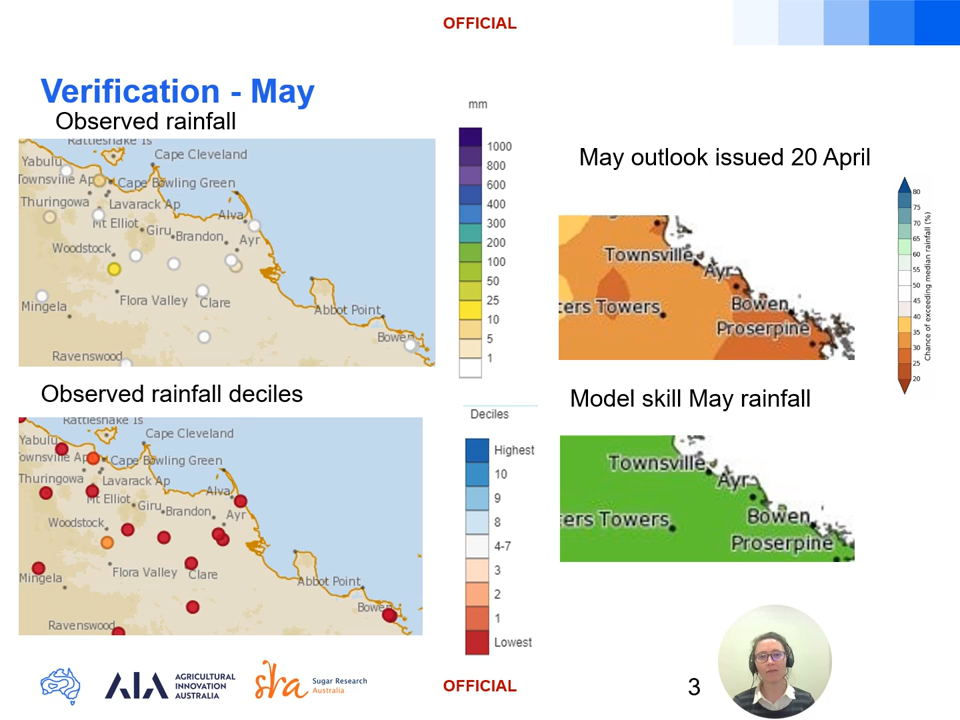 OFFICIAL
Verification - May
Observed rainfall
Rattlesnake Is
Yabulu
Cape Cleveland
Townsville Ap
Cape Bowling Green
Thuringowa
Lavarack Ap
Mt Elliot
Giru
Brandon
Alva
Ayr
Woodstock
Mingela
Flora Valley
Clare
Abbot Point
Bowen
Ravenswood
mm
1000
800
600
400
300
200
100
50
25
10
5
1
May outlook issued 20 April
Townsville
Ayr
ters Towers
Bowen
Proserpine
80
75
70
65
60
55
50
45
40
35
30
25
20
Chance of exceeding median rainfall (%)
Observed rainfall deciles
Rattlesnake Is
Yabulu
Cape Cleveland
ownsville Ap
Cape Bowling Green
Thuringowa
Lavarack Ap
Mt Elliot
Giru
Brandon
Alva
Ayr
Woodstock
Mingela
Flora Valley
Clare
Abbot Point
Bowen
Ravenswood
Deciles
Highest
10
9
8
4-7
3
2
1
Lowest
Model skill May rainfall
Townsville
Ayr
ers Towers
Bowen
Proserpine
AIA AGRICULTURAL
INNOVATION
AUSTRALIA
sra Sugar Research
Australia
OFFICIAL
3